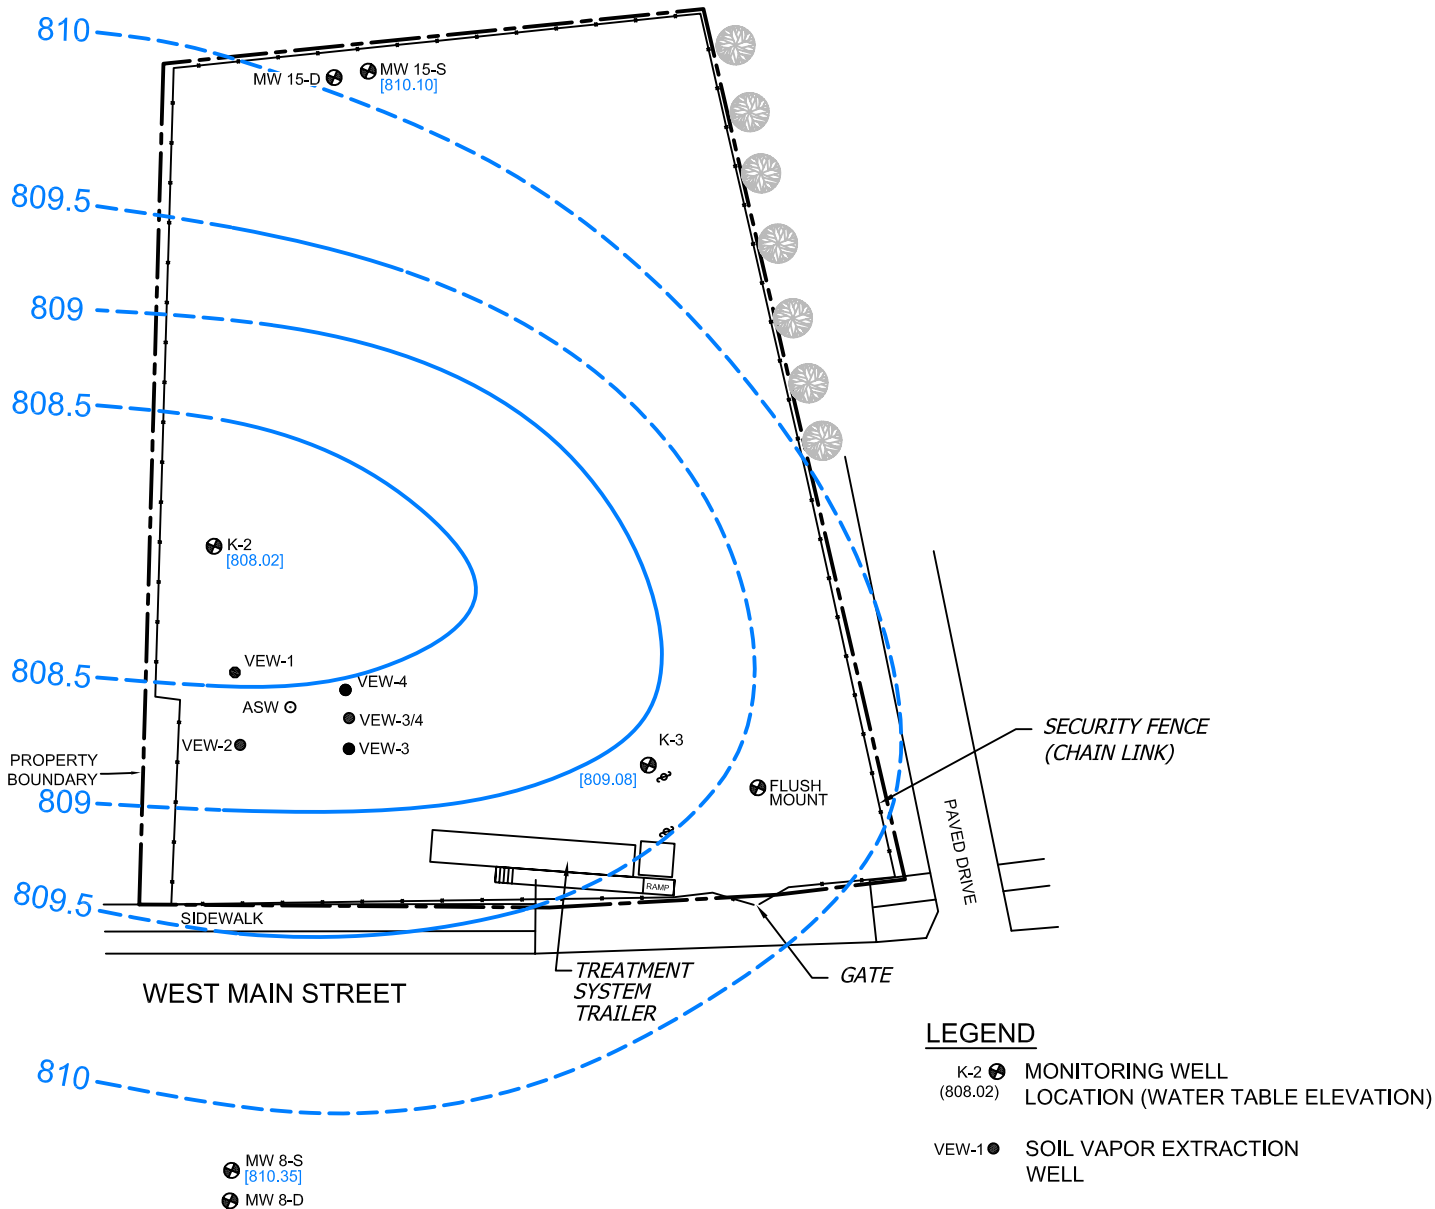 810
MW 15-D
MW 15-S
[810.10]
809.5
809
808.5
K-2
[808.02]
808.5
VEW-1
VEW-4
ASW
VEW-3/4
VEW-2
VEW-3
K-3
[809.08]
PROPERTY
BOUNDARY
809
FLUSH
MOUNT
SECURITY FENCE
(CHAIN LINK)
PAVED DRIVE
RAMP
809.5
SIDEWALK
WEST MAIN STREET
TREATMENT
SYSTEM
TRAILER
GATE
810
MW 8-S
[810.35]
MW 8-D
LEGEND
K-2
(808.02)
MONITORING WELL
LOCATION (WATER TABLE ELEVATION)
VEW-1
SOIL VAPOR EXTRACTION
WELL